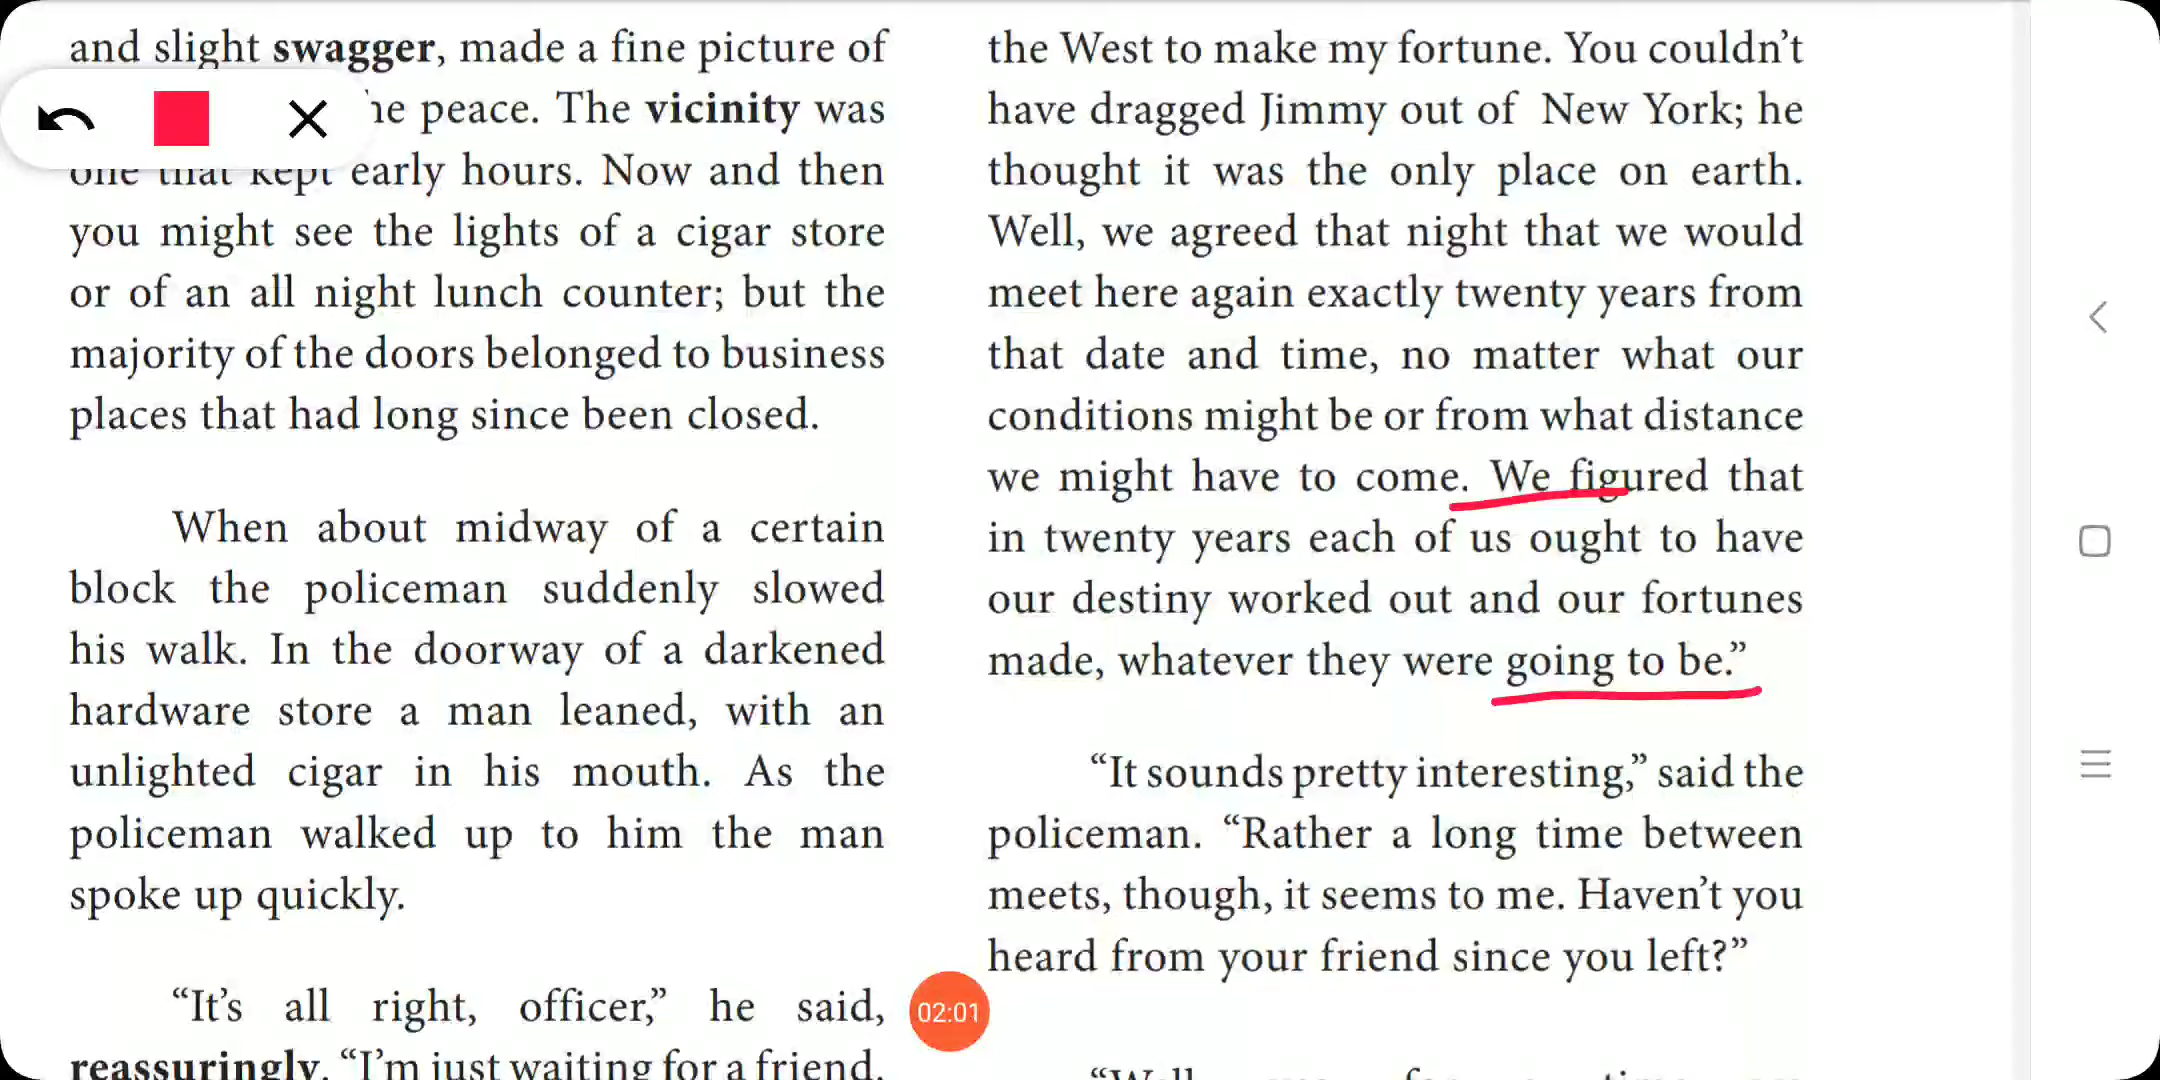 and slight swagger, made a fine picture of
he peace. The vicinity was
one that kept early hours. Now and then
you might see the lights of a cigar store
or of an all night lunch counter; but the
majority of the doors belonged to business
places that had long since been closed.
When about midway of a certain
block the policeman suddenly slowed
his walk. In the doorway of a darkened
hardware store a man leaned, with an
unlighted cigar in his mouth. As the
policeman walked up to him the man
spoke up quickly.
“It’s all right, officer,” he said,
reassuringly. “I’m just waiting for a friend.
the West to make my fortune. You couldn’t
have dragged Jimmy out of New York; he
thought it was the only place on earth.
Well, we agreed that night that we would
meet here again exactly twenty years from
that date and time, no matter what our
conditions might be or from what distance
we might have to come. We figured that
in twenty years each of us ought to have
our destiny worked out and our fortunes
made, whatever they were going to be.”
“It sounds pretty interesting,” said the
policeman. “Rather a long time between
meets, though, it seems to me. Haven’t you
heard from your friend since you left?”
02:01